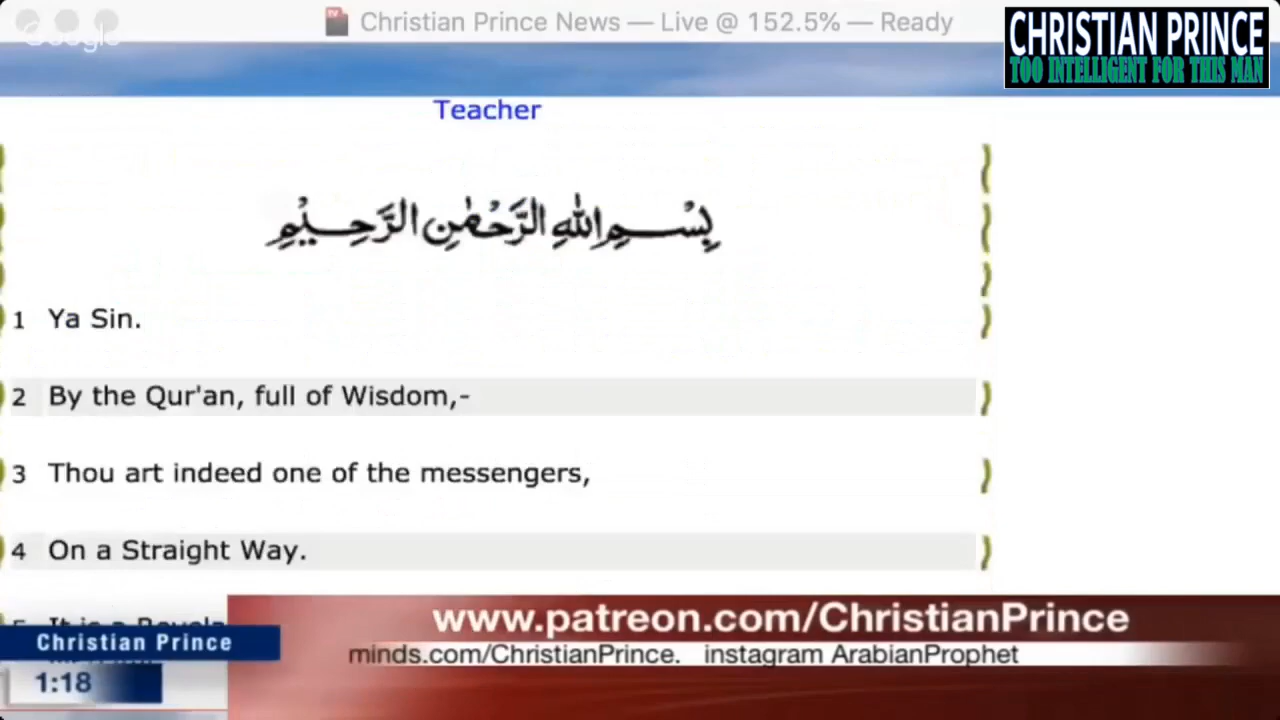 Christian Prince News — Live @ 152.5% — Ready
Google
CHRISTIAN PRINCE
TOO INTELLIGENT FOR THIS MAN
Teacher
بِسْمِ اللهِ الرَّحْمٰنِ الرَّحِيْمِ
1 Ya Sin.
2 By the Qur'an, full of Wisdom,-
3 Thou art indeed one of the messengers,
4 On a Straight Way.
www.patreon.com/ChristianPrince
Christian Prince
minds.com/ChristianPrince. instagram ArabianProphet
1:18